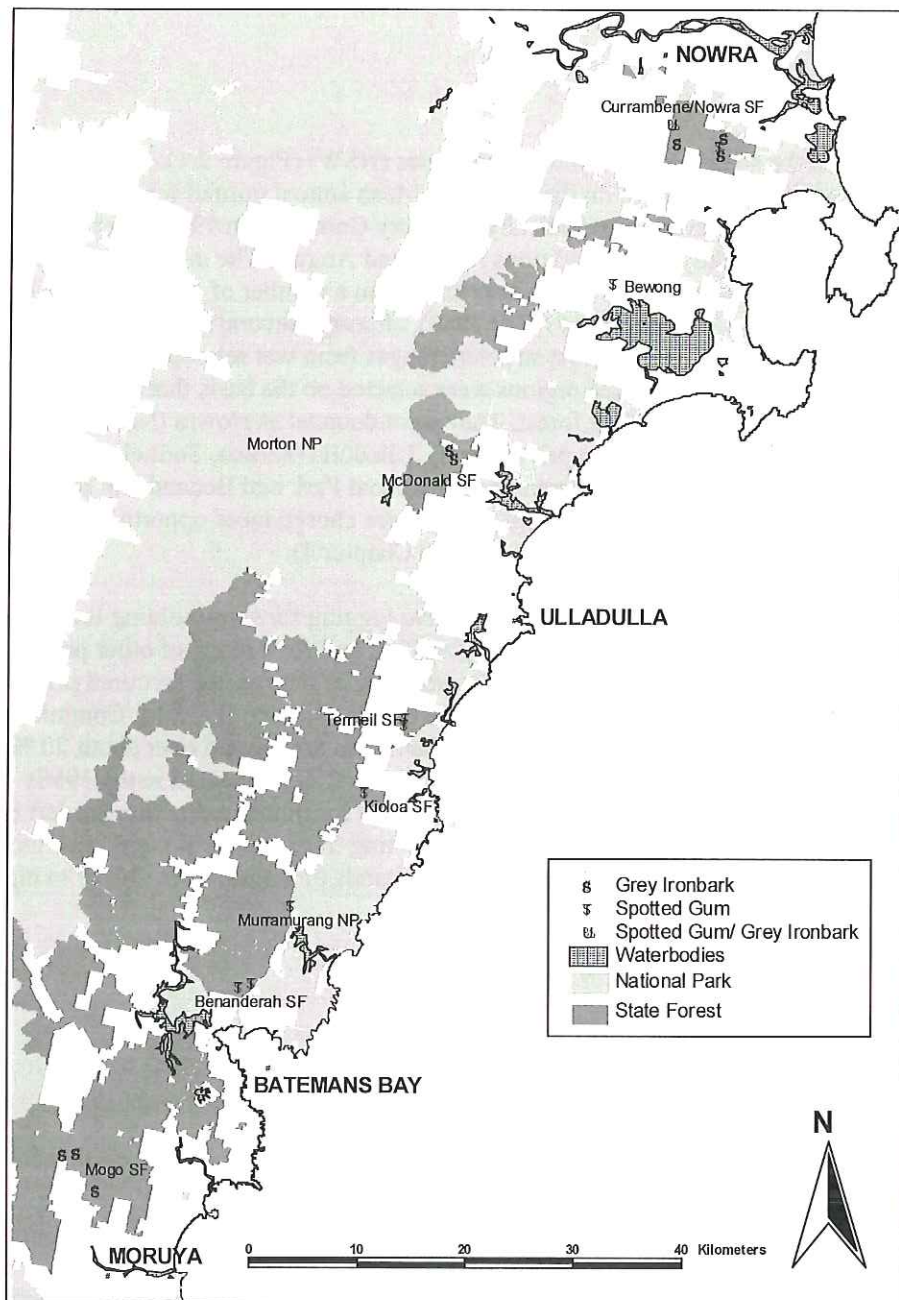 NOWRA
Currambene/Nowra SF
Bewong
Morton NP
McDonald SF
ULLADULLA
Termeil SF
Kioloa SF
Murramurang NP
Benanderah SF
BATEMANS BAY
Mogo SF
MORUYA
Grey Ironbark
Spotted Gum
Spotted Gum/ Grey Ironbark
Waterbodies
National Park
State Forest
N
0 10 20 30 40 Kilometers